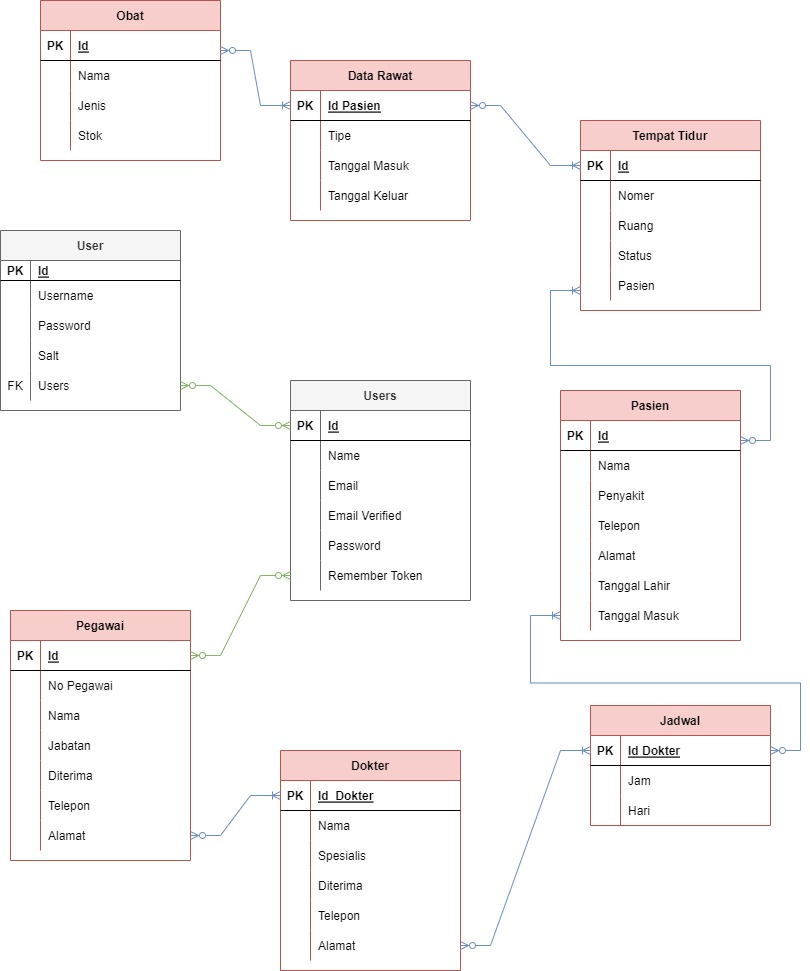 Obat
PK Id
Nama
Jenis
Stok
Data Rawat
PK Id Pasien
Tipe
Tanggal Masuk
Tanggal Keluar
Tempat Tidur
PK Id
Nomer
Ruang
Status
Pasien
User
PK Id
Username
Password
Salt
FK Users
Users
PK Id
Name
Email
Email Verified
Password
Remember Token
Pasien
PK Id
Nama
Penyakit
Telepon
Alamat
Tanggal Lahir
Tanggal Masuk
Pegawai
PK Id
No Pegawai
Nama
Jabatan
Diterima
Telepon
Alamat
Dokter
PK Id_Dokter
Nama
Spesialis
Diterima
Telepon
Alamat
Jadwal
PK Id Dokter
Jam
Hari